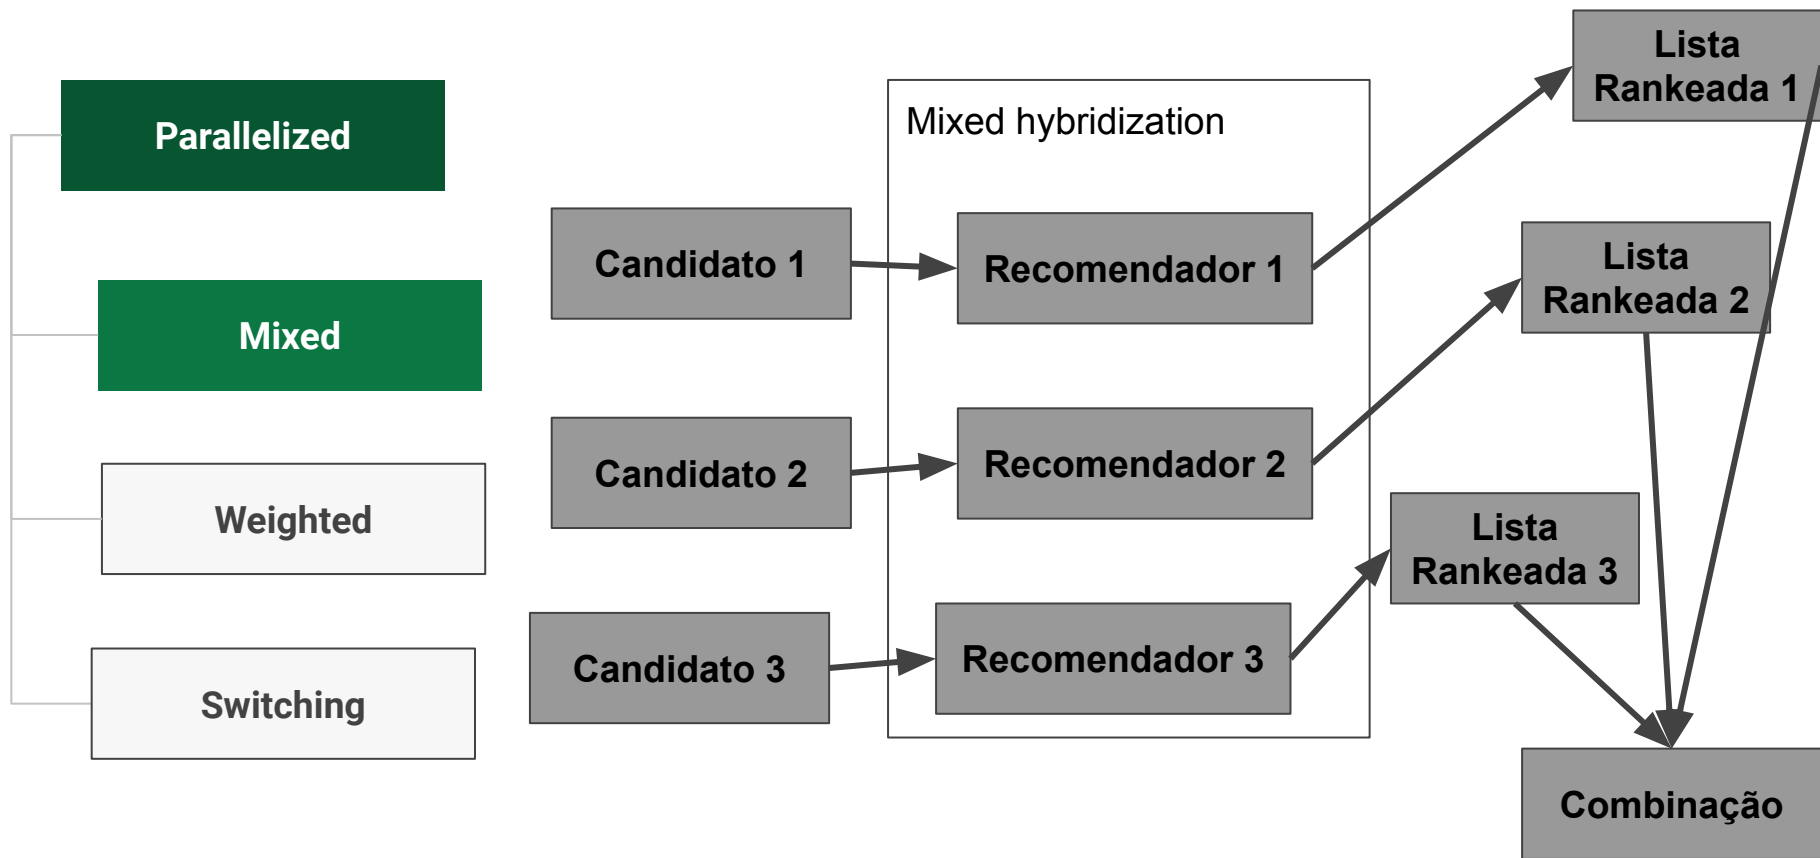 Parallelized
Mixed
Weighted
Switching
Mixed hybridization
Candidato 1
Recomendador 1
Lista
Rankeada 1
Candidato 2
Recomendador 2
Lista
Rankeada 2
Candidato 3
Recomendador 3
Lista
Rankeada 3
Combinação